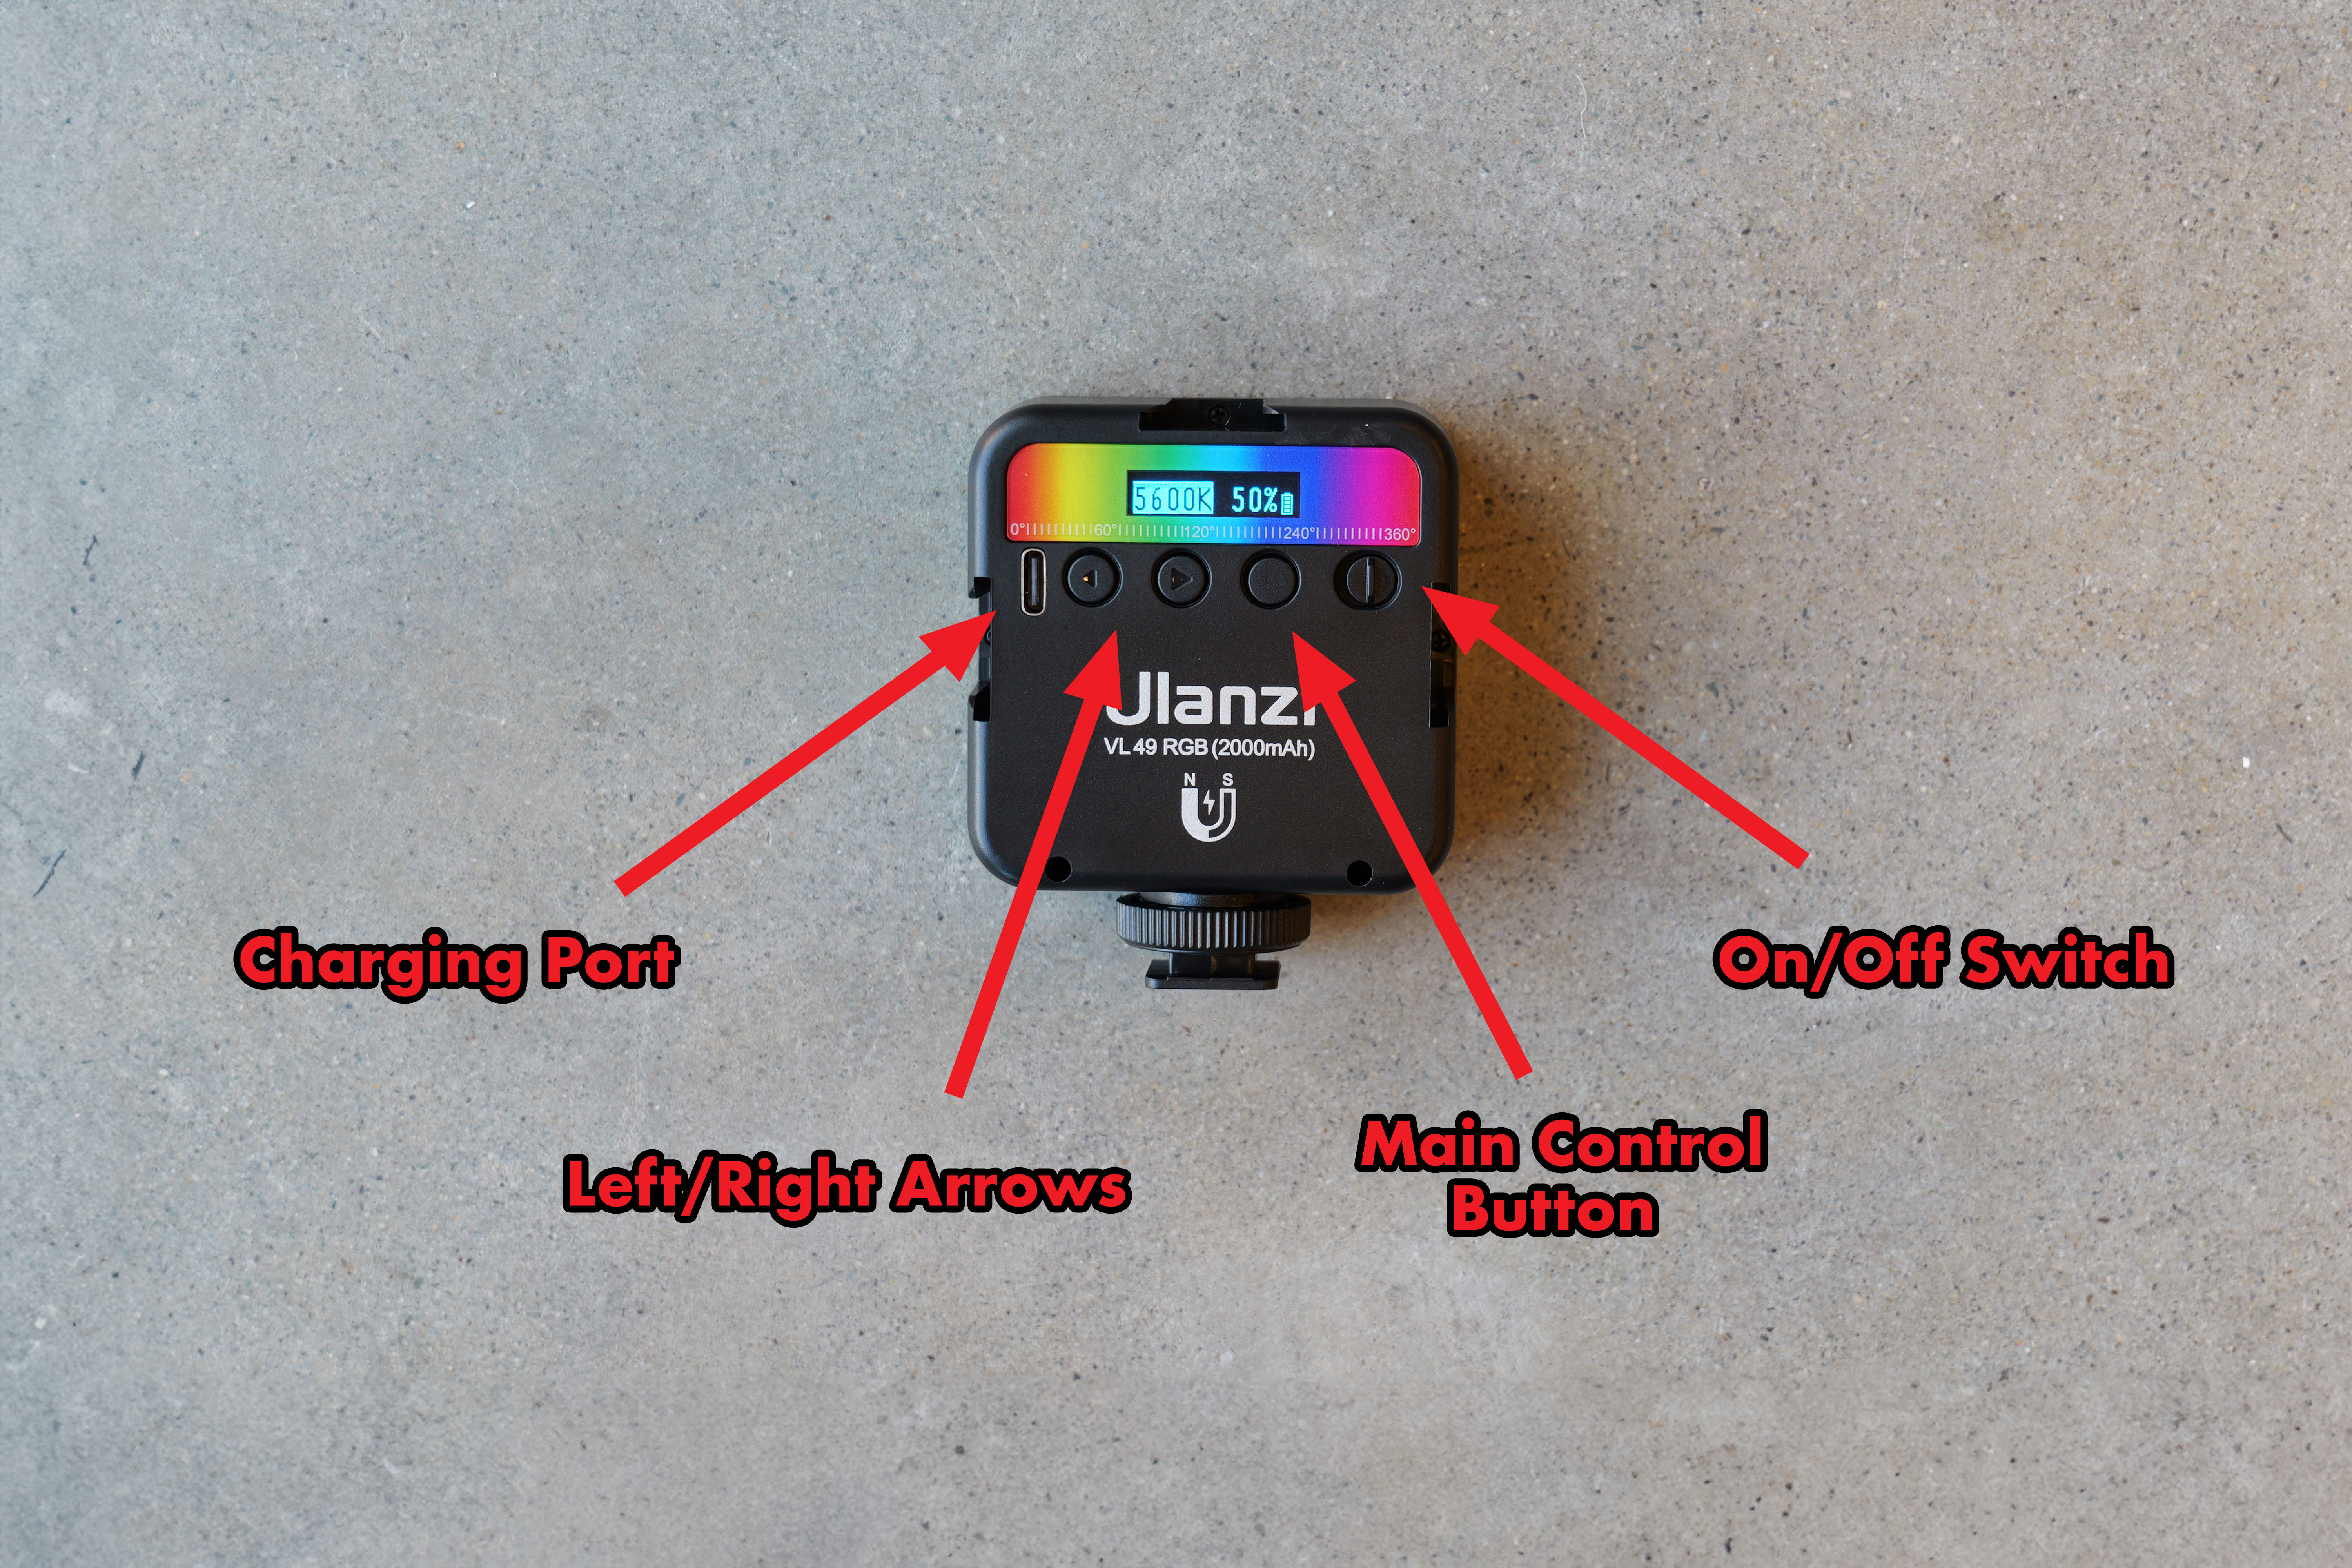 5600K 50%
0° 60° 120° 240° 360°
Ulanzi
VL49 RGB (2000mAh)
N S
Charging Port
On/Off Switch
Left/Right Arrows
Main Control
Button